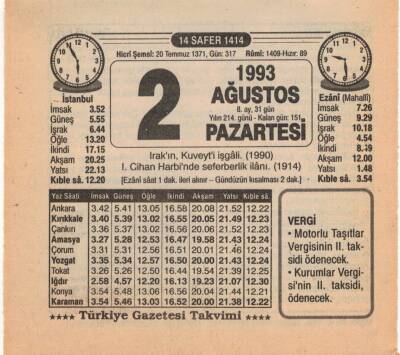 14 SAFER 1414
Hicrî Şemsî: 20 Temmuz 1371, Gün: 317 Rûmi: 1409-Hızır: 89
2
1993
AĞUSTOS
8. ay, 31 gün
Yılın 214. günü - Kalan gün: 151
PAZARTESİ
İstanbul
İmsak 3.52
Güneş 5.55
İşrak 6.44
Öğle 13.20
İkindi 17.15
Akşam 20.25
Yatsı 22.13
Kıble sâ. 12.20
Ezânî (Mahallî)
İmsak 7.26
Güneş 9.29
İşrak 10.18
Öğle 4.54
İkindi 8.49
Akşam 12.00
Yatsı 1.48
Kıble sâ. 3.54
Irak'ın, Kuveyt'i işgâli. (1990)
I. Cihan Harbi'nde seferberlik ilânı. (1914)
[Ezânî sâat 1 dak. ileri alınır – Gündüzün kısalması 2 dak.]
Yaz Sâati İmsak Güneş Öğle İkindi Akşam Yatsı Kıble sâ.
Ankara 3.42 5.41 13.05 16.58 20.08 21.52 12.22
Kırıkkale 3.40 5.39 13.02 16.55 20.05 21.49 12.23
Çankırı 3.36 5.37 13.02 16.56 20.06 21.52 12.23
Amasya 3.27 5.28 12.53 16.47 19.58 21.43 12.24
Çorum 3.31 5.31 12.56 16.51 20.01 21.46 12.24
Yozgat 3.35 5.34 12.57 16.50 20.00 21.43 12.24
Tokat 3.26 5.26 12.50 16.44 19.54 21.39 12.25
Iğdır 2.58 4.57 12.20 16.13 19.23 21.07 12.30
Konya 3.54 5.48 13.06 16.56 20.04 21.45 12.21
Karaman 3.54 5.46 13.03 16.52 20.00 21.38 12.22
VERGİ
• Motorlu Taşıtlar
Vergisinin II. tak-
sidi ödenecek.
• Kurumlar Vergi-
si'nin II. taksidi,
ödenecek.
**** Türkiye Gazetesi Takvimi ****